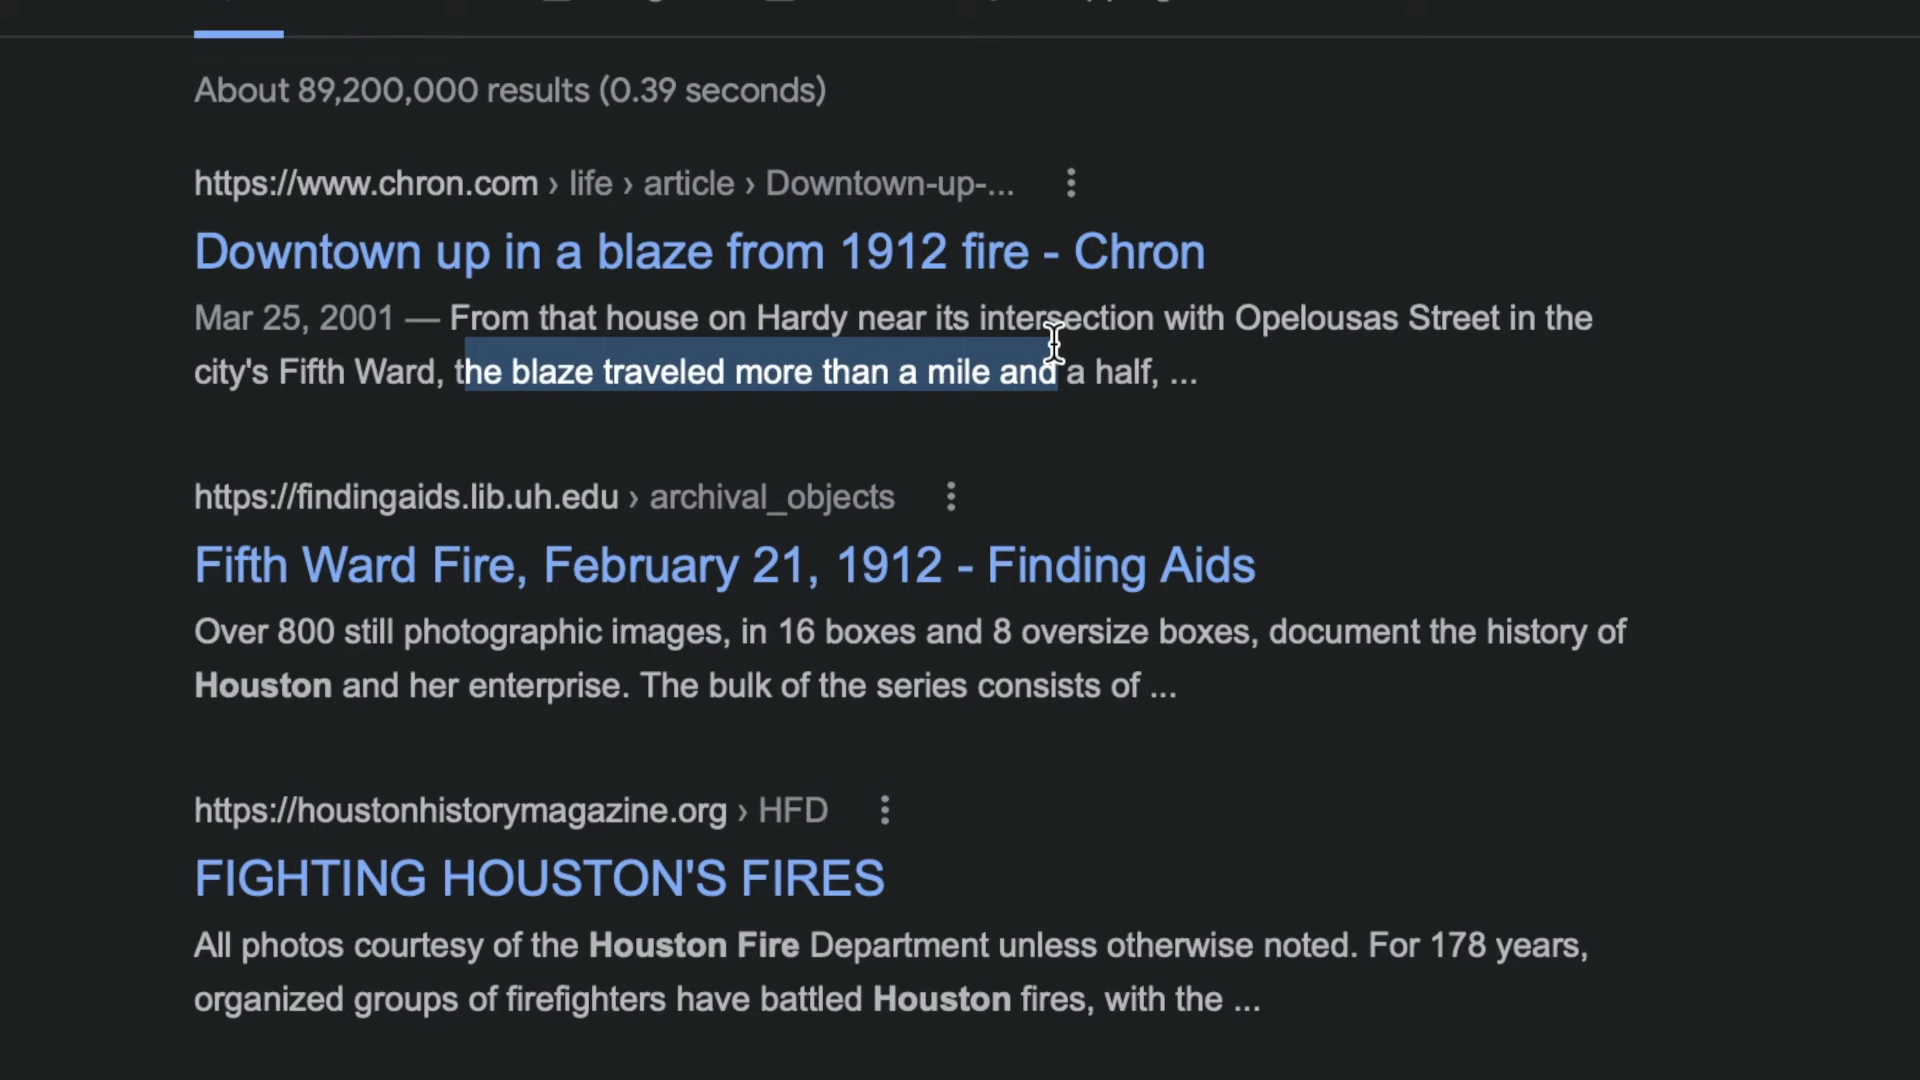 About 89,200,000 results (0.39 seconds)
https://www.chron.com › life › article › Downtown-up-...
Downtown up in a blaze from 1912 fire - Chron
Mar 25, 2001 — From that house on Hardy near its intersection with Opelousas Street in the
city's Fifth Ward, the blaze traveled more than a mile and a half, ...
https://findingaids.lib.uh.edu › archival_objects
Fifth Ward Fire, February 21, 1912 - Finding Aids
Over 800 still photographic images, in 16 boxes and 8 oversize boxes, document the history of
Houston and her enterprise. The bulk of the series consists of ...
https://houstonhistorymagazine.org › HFD
FIGHTING HOUSTON'S FIRES
All photos courtesy of the Houston Fire Department unless otherwise noted. For 178 years,
organized groups of firefighters have battled Houston fires, with the ...